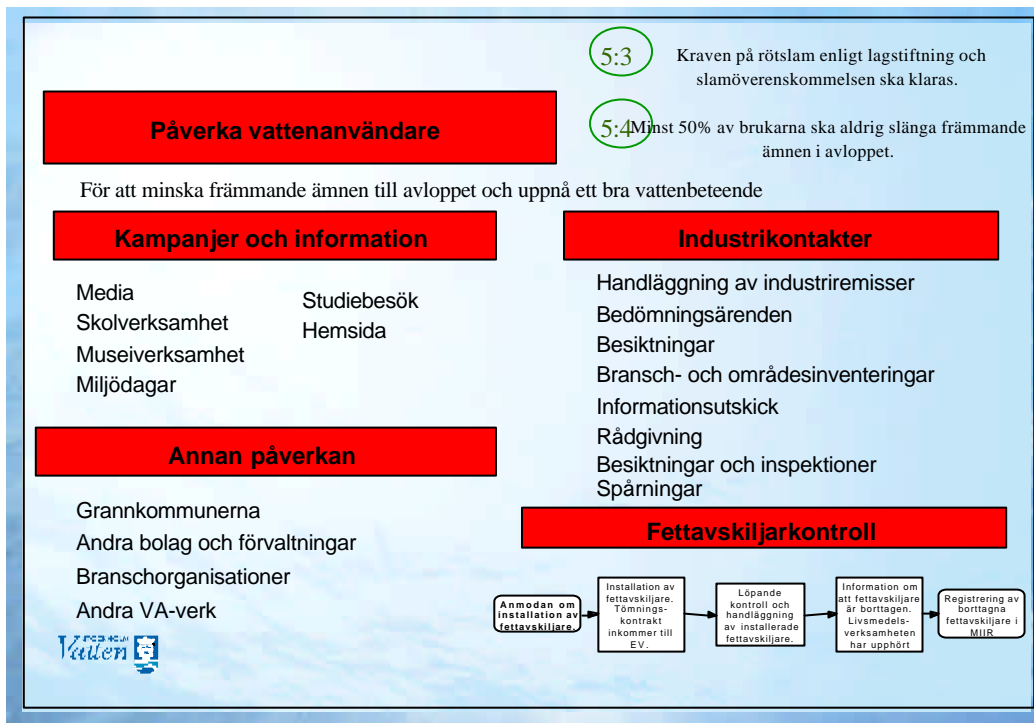 5:3
Kraven på rötslam enligt lagstiftning och
slamöverenskommelsen ska klaras.
Påverka vattenanvändare
5:4
Minst 50% av brukarna ska aldrig slänga främmande
ämnen i avloppet.
För att minska främmande ämnen till avloppet och uppnå ett bra vattenbeteende
Kampanjer och information
Media
Skolverksamhet
Museiverksamhet
Miljödagar
Studiebesök
Hemsida
Industrikontakter
Handläggning av industriremisser
Bedömningsärenden
Besiktningar
Bransch- och områdesinventeringar
Informationsutskick
Rådgivning
Besiktningar och inspektioner
Spårningar
Annan påverkan
Grannkommunerna
Andra bolag och förvaltningar
Branschorganisationer
Andra VA-verk
Fettavskiljarkontroll
Anmodan om
installation av
fettavskiljare.
Installation av
fettavskiljare.
Tömnings-
kontrakt
inkommer till
EV.
Löpande
kontroll och
handläggning
av installerade
fettavskiljare.
Information om
att fettavskiljare
är borttagen.
Livsmedels-
verksamheten
har upphört
Registrering av
borttagna
fettavskiljare i
MIIR
Vatten